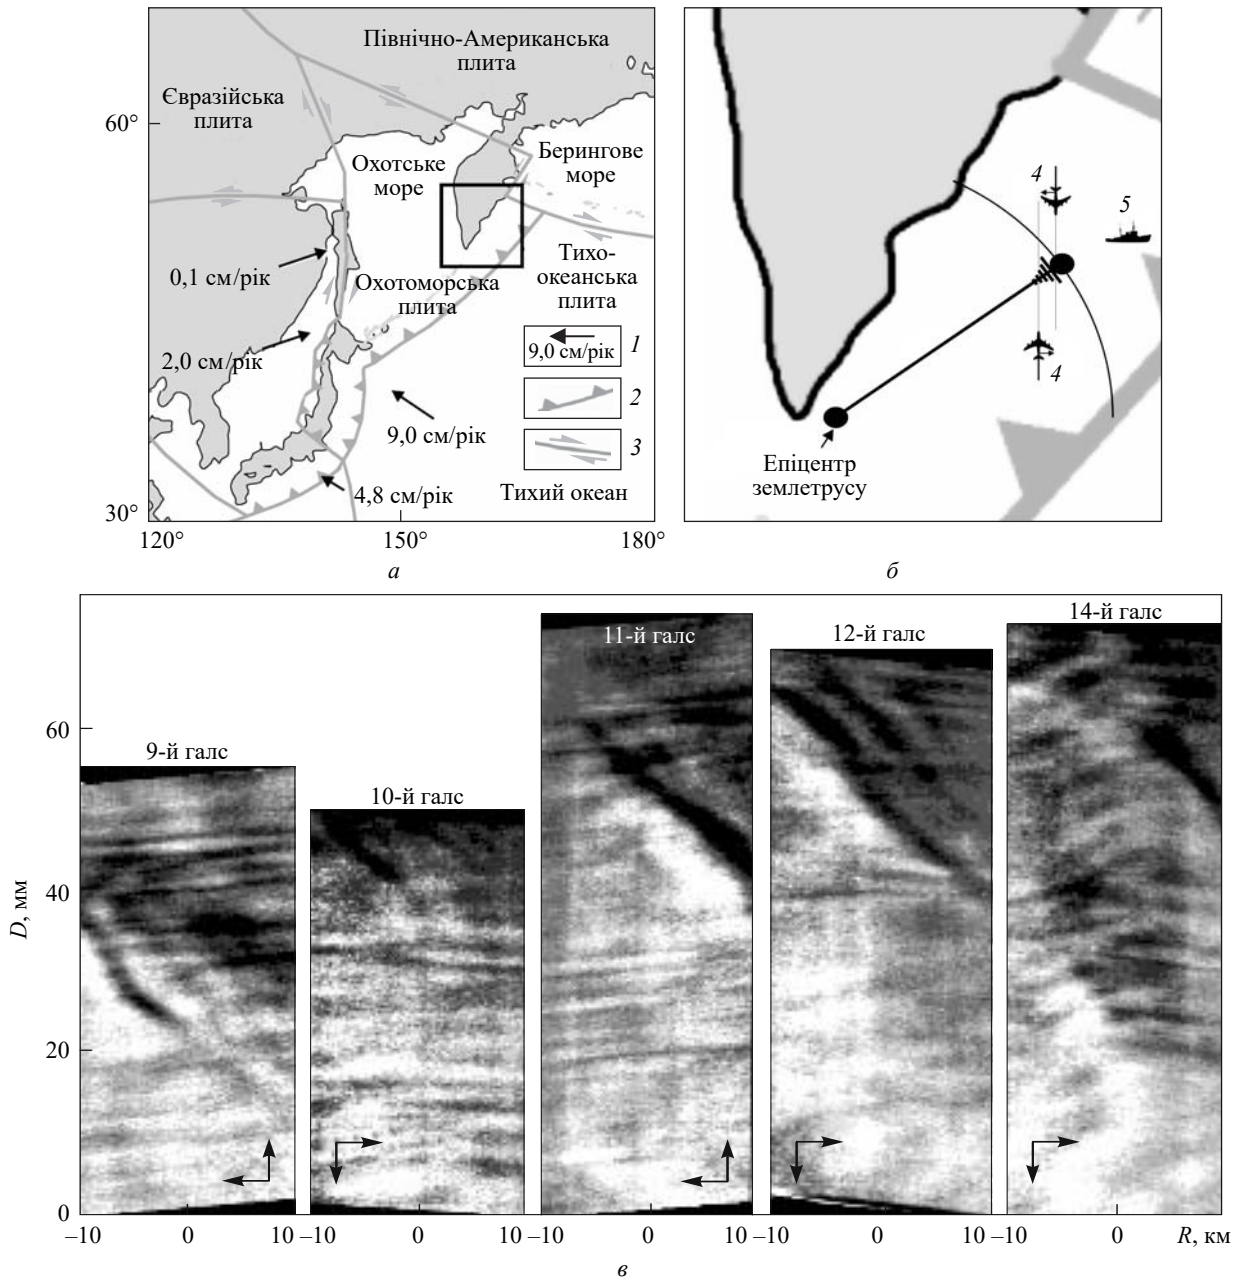 Північно-Американська
плита
Євразійська
плита
60°
Охотське
море
Берингове
море
0,1 см/рік
Охотоморська
плита
Тихо-
океанська
плита
2,0 см/рік
9,0 см/рік
1
2
9,0 см/рік
3
4,8 см/рік
Тихий океан
30°
120°
150°
180°
а
4
5
4
Епіцентр
землетрусу
б
9-й галс
10-й галс
11-й галс
12-й галс
14-й галс
D, мм
60
40
20
0
–10
0
10
–10
0
10
–10
0
10
–10
0
10
–10
0
R, км
в